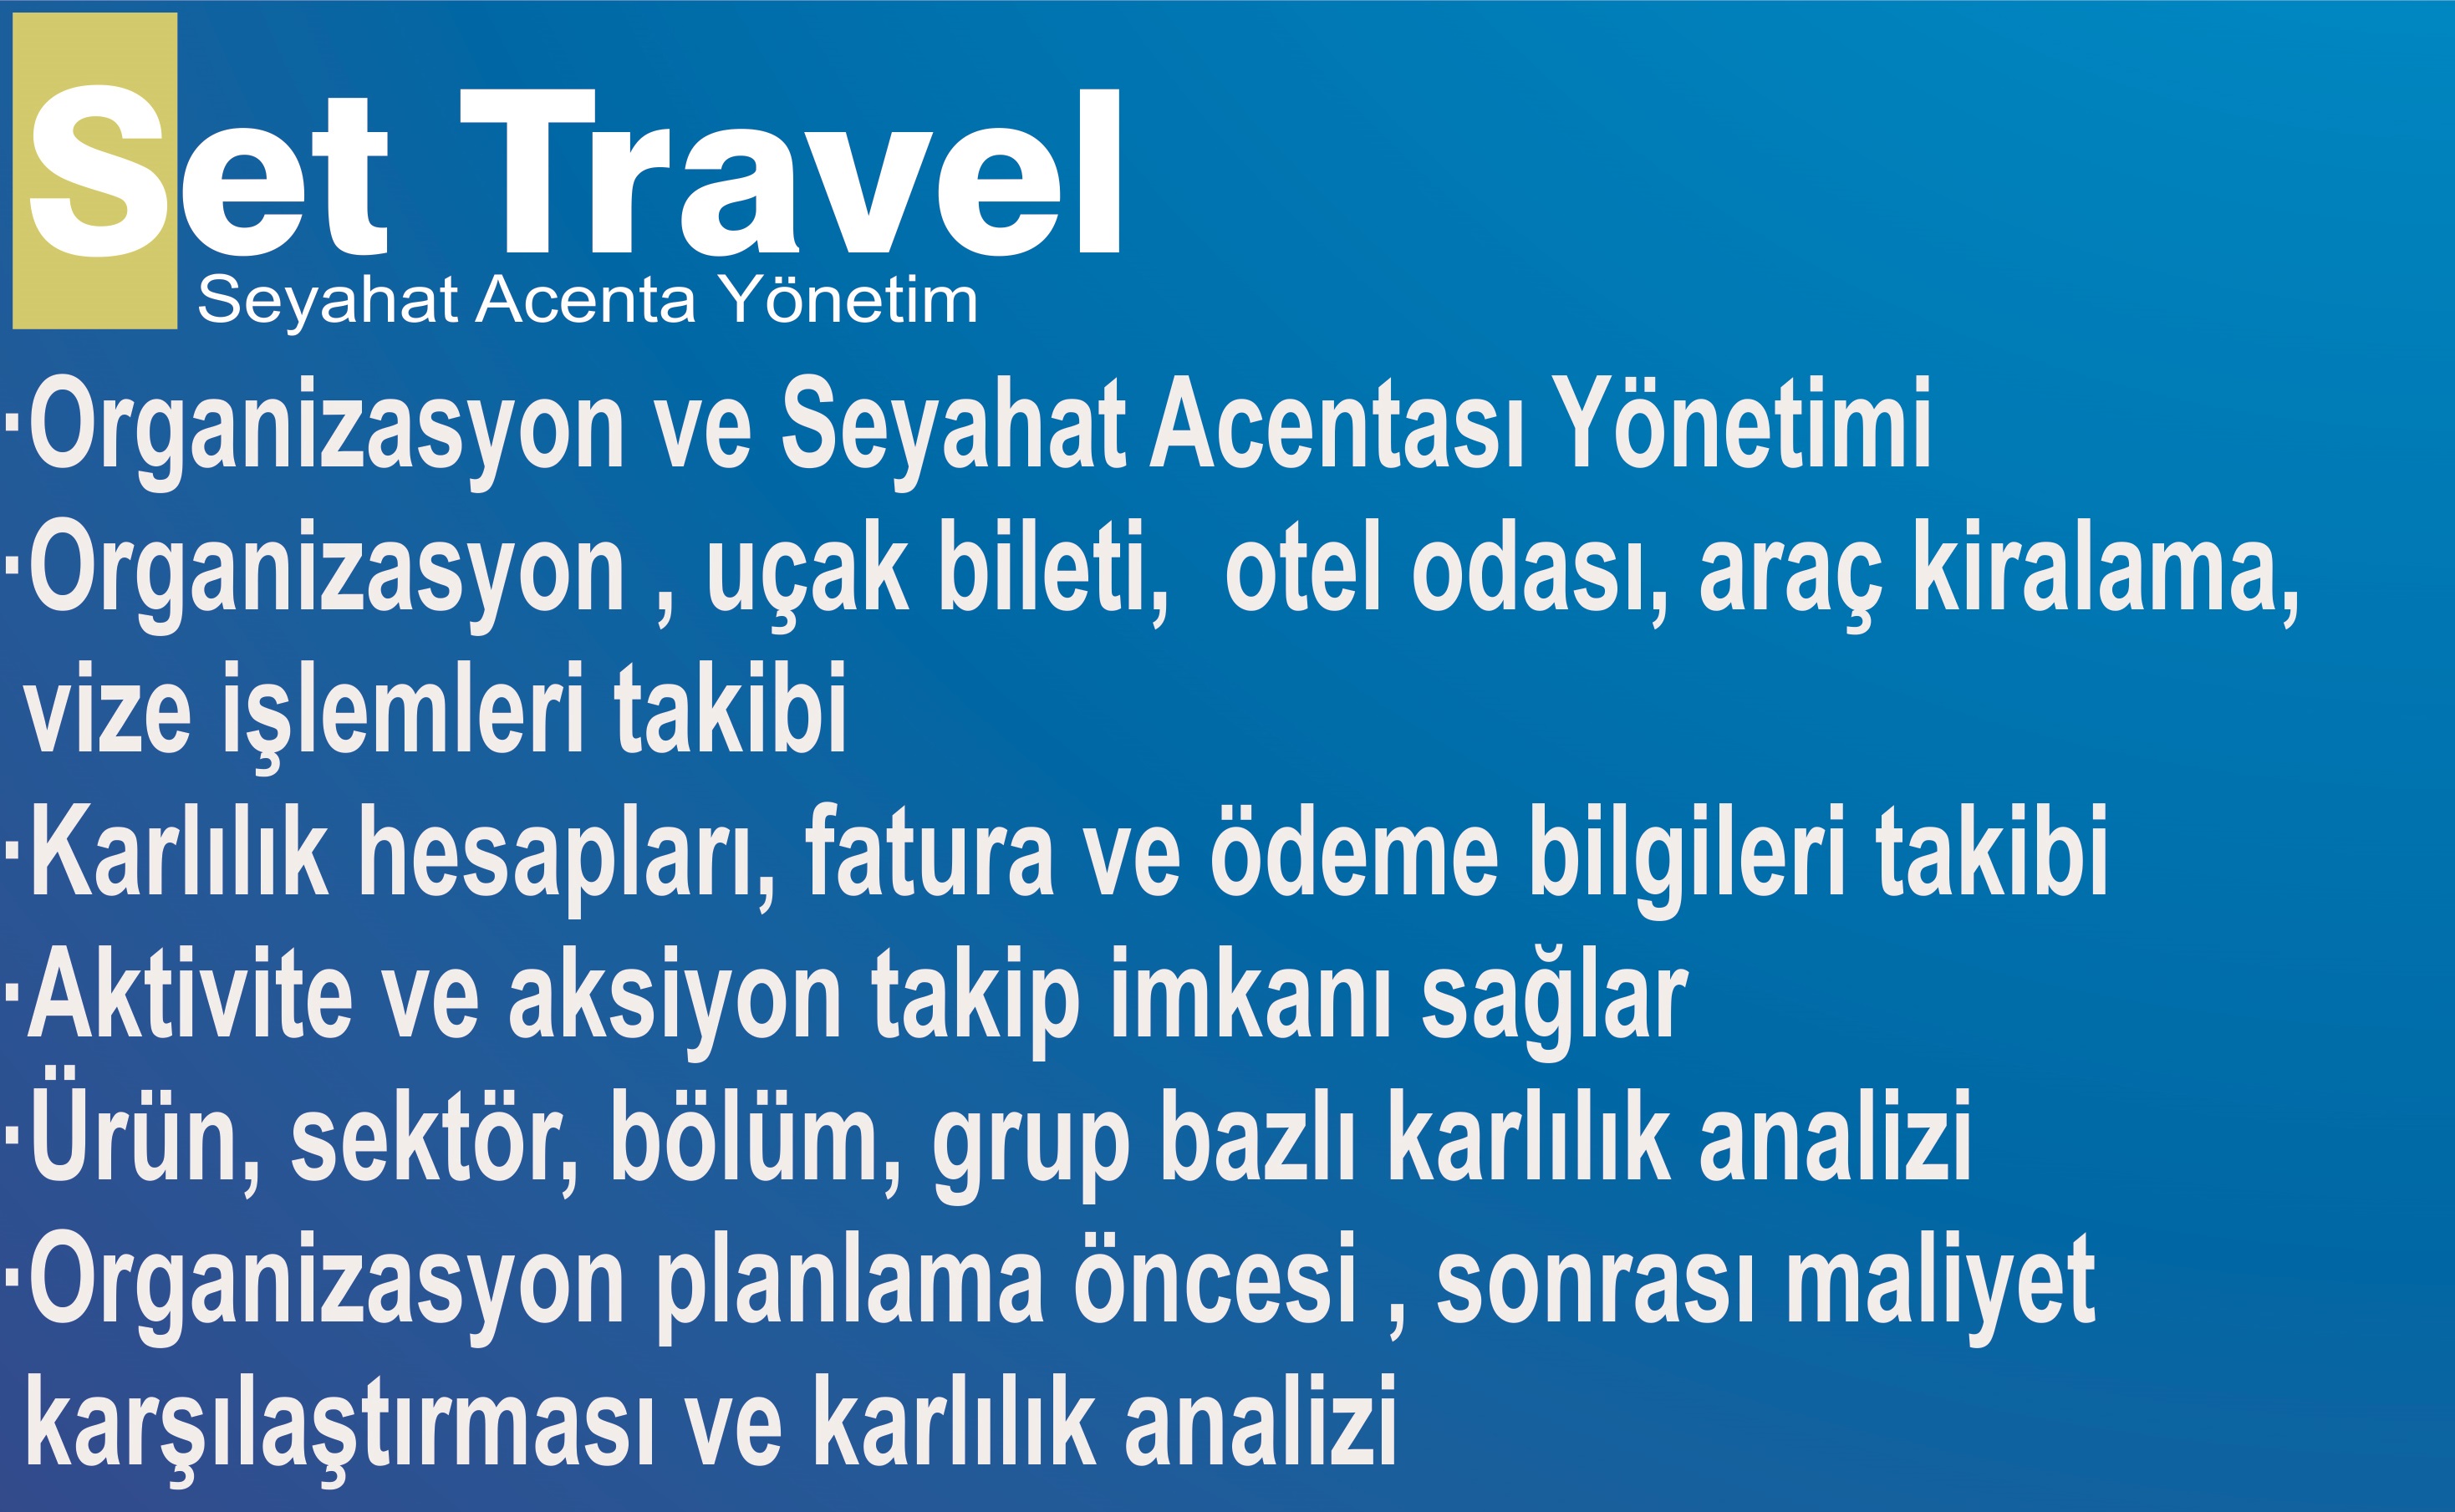 Set Travel
Seyahat Acenta Yönetim
·Organizasyon ve Seyahat Acentası Yönetimi
·Organizasyon , uçak bileti, otel odası, araç kiralama,
vize işlemleri takibi
·Karlılık hesapları, fatura ve ödeme bilgileri takibi
·Aktivite ve aksiyon takip imkanı sağlar
·Ürün, sektör, bölüm, grup bazlı karlılık analizi
·Organizasyon planlama öncesi , sonrası maliyet
karşılaştırması ve karlılık analizi